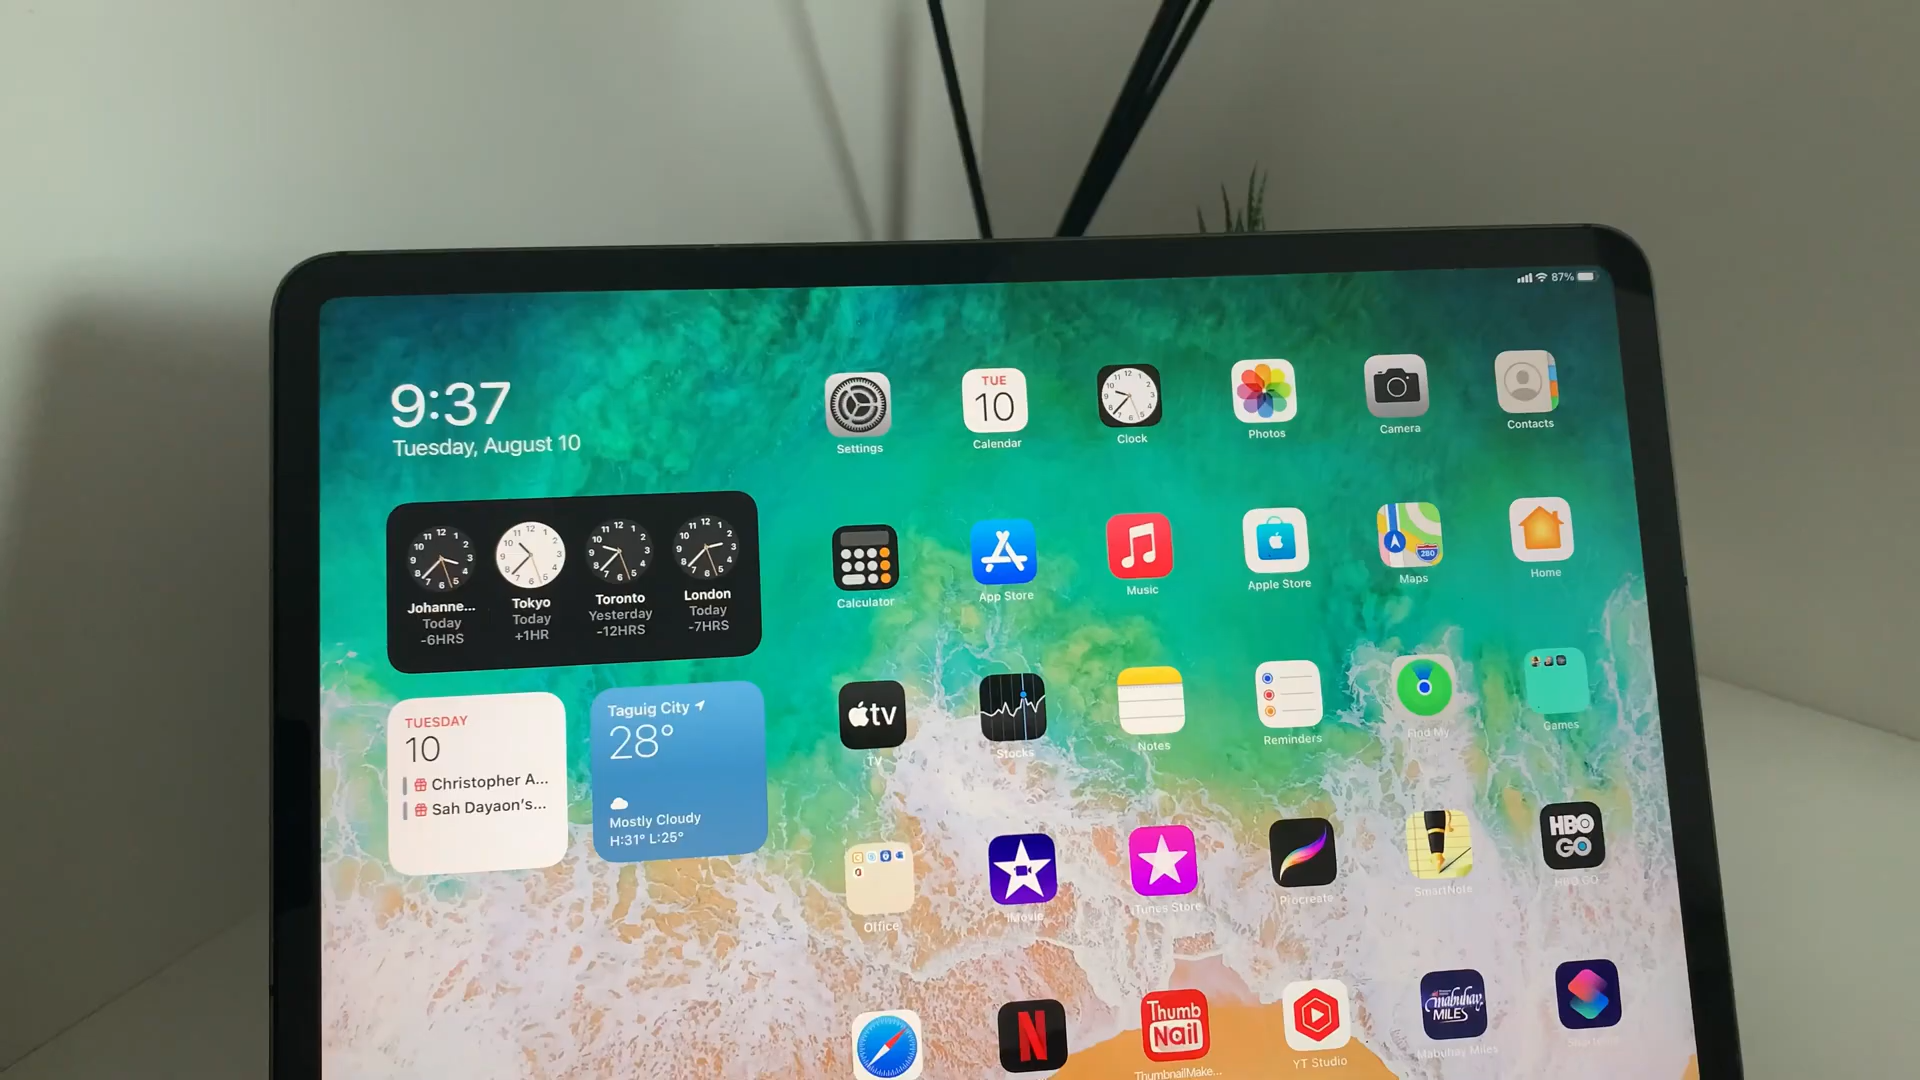 87%
9:37
Tuesday, August 10
TUE
10
Settings
Calendar
Clock
Photos
Camera
Contacts
Johanne...
Today
-6HRS
Tokyo
Today
+1HR
Toronto
Yesterday
-12HRS
London
Today
-7HRS
280
Calculator
App Store
Music
Apple Store
Maps
Home
TUESDAY
10
Christopher A...
Sah Dayaon's...
Taguig City
28°
Mostly Cloudy
H:31° L:25°
tv
TV
Stocks
Notes
Reminders
Find My
Games
HBO
GO
Office
iMovie
iTunes Store
Procreate
SmartNote
HBO GO
N
Thumb
Nail
mabuhay
MILES
ThumbnailMake...
YT Studio
Mabuhay Miles
Shortcuts